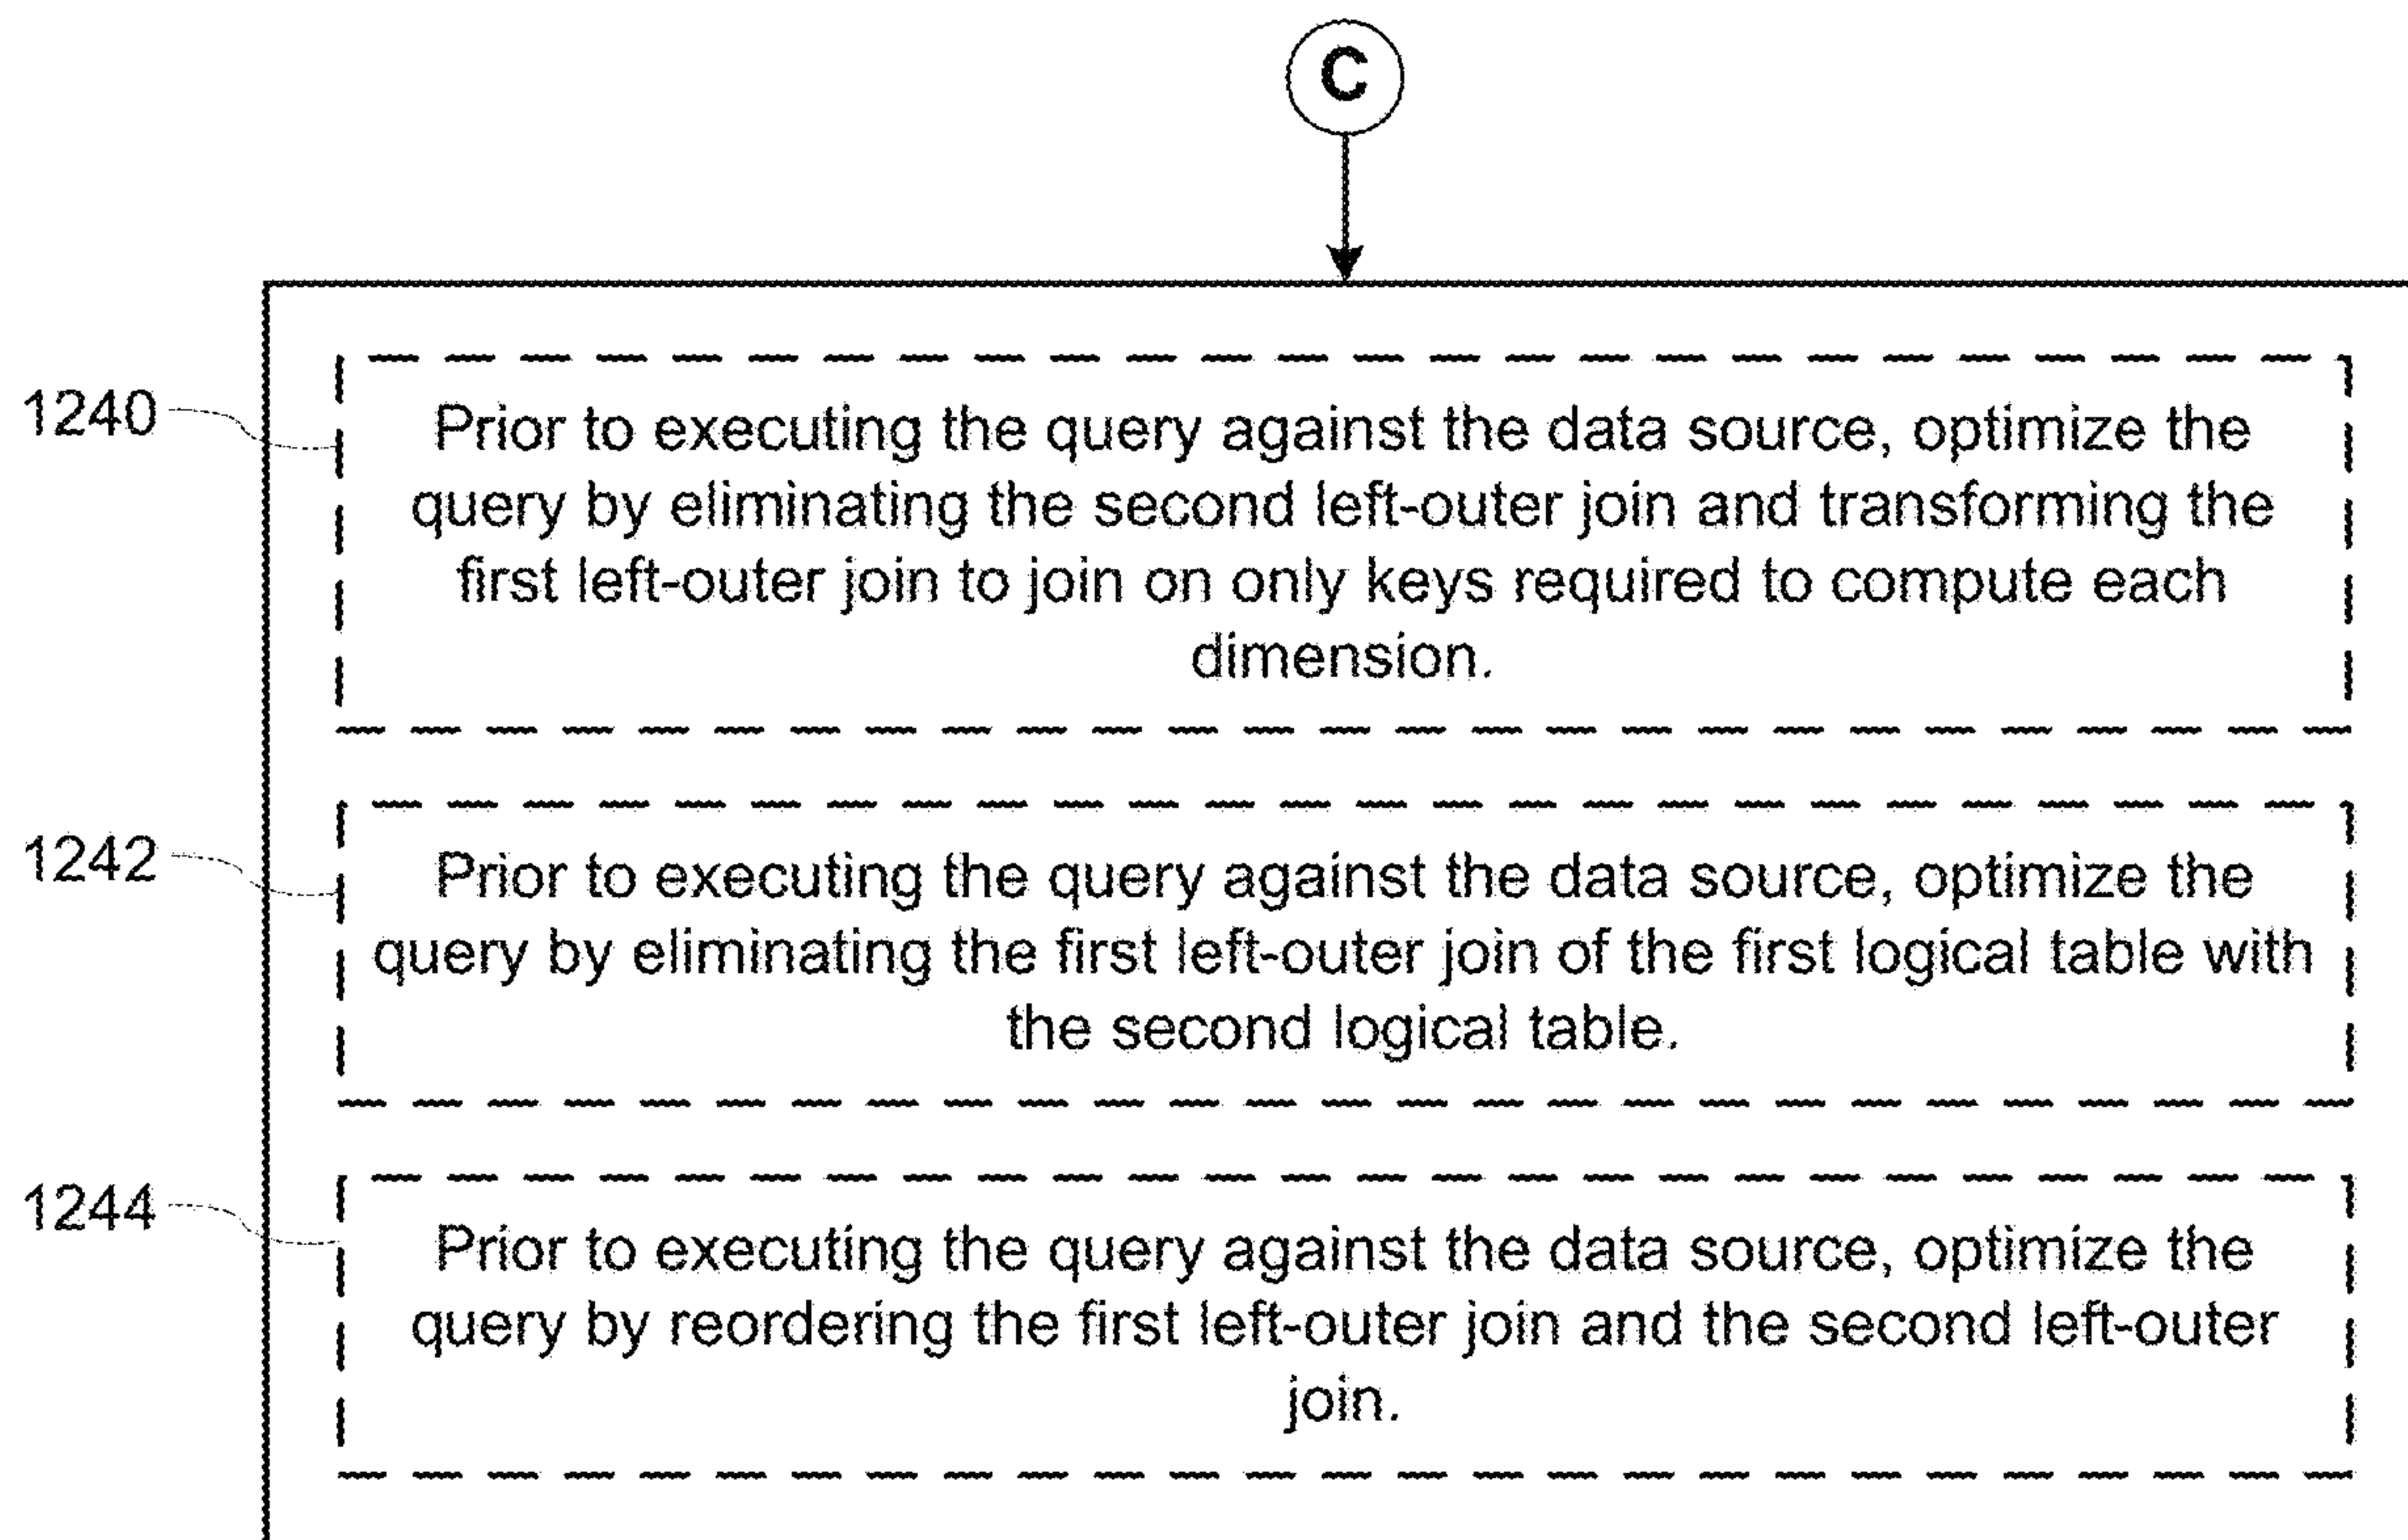 C
1240
Prior to executing the query against the data source, optimize the
query by eliminating the second left-outer join and transforming the
first left-outer join to join on only keys required to compute each
dimension.
1242
Prior to executing the query against the data source, optimize the
query by eliminating the first left-outer join of the first logical table with
the second logical table.
1244
Prior to executing the query against the data source, optimize the
query by reordering the first left-outer join and the second left-outer
join.